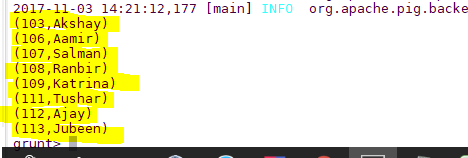 2017-11-03 14:21:12,177 [main] INFO  org.apache.pig.backe
(103,Akshay)
(106,Aamir)
(107,Salman)
(108,Ranbir)
(109,Katrina)
(111,Tushar)
(112,Ajay)
(113,Jubeen)
grunt>